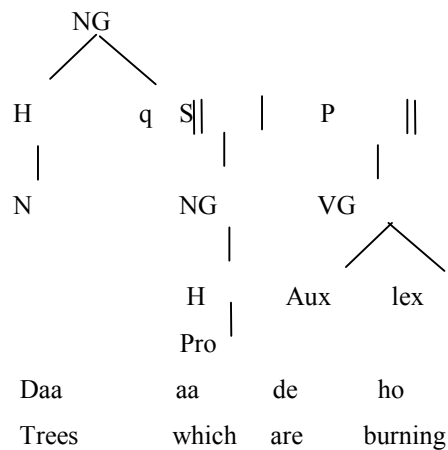 NG
H q S P
N NG VG
H Aux lex
Pro
Daa aa de ho
Trees which are burning